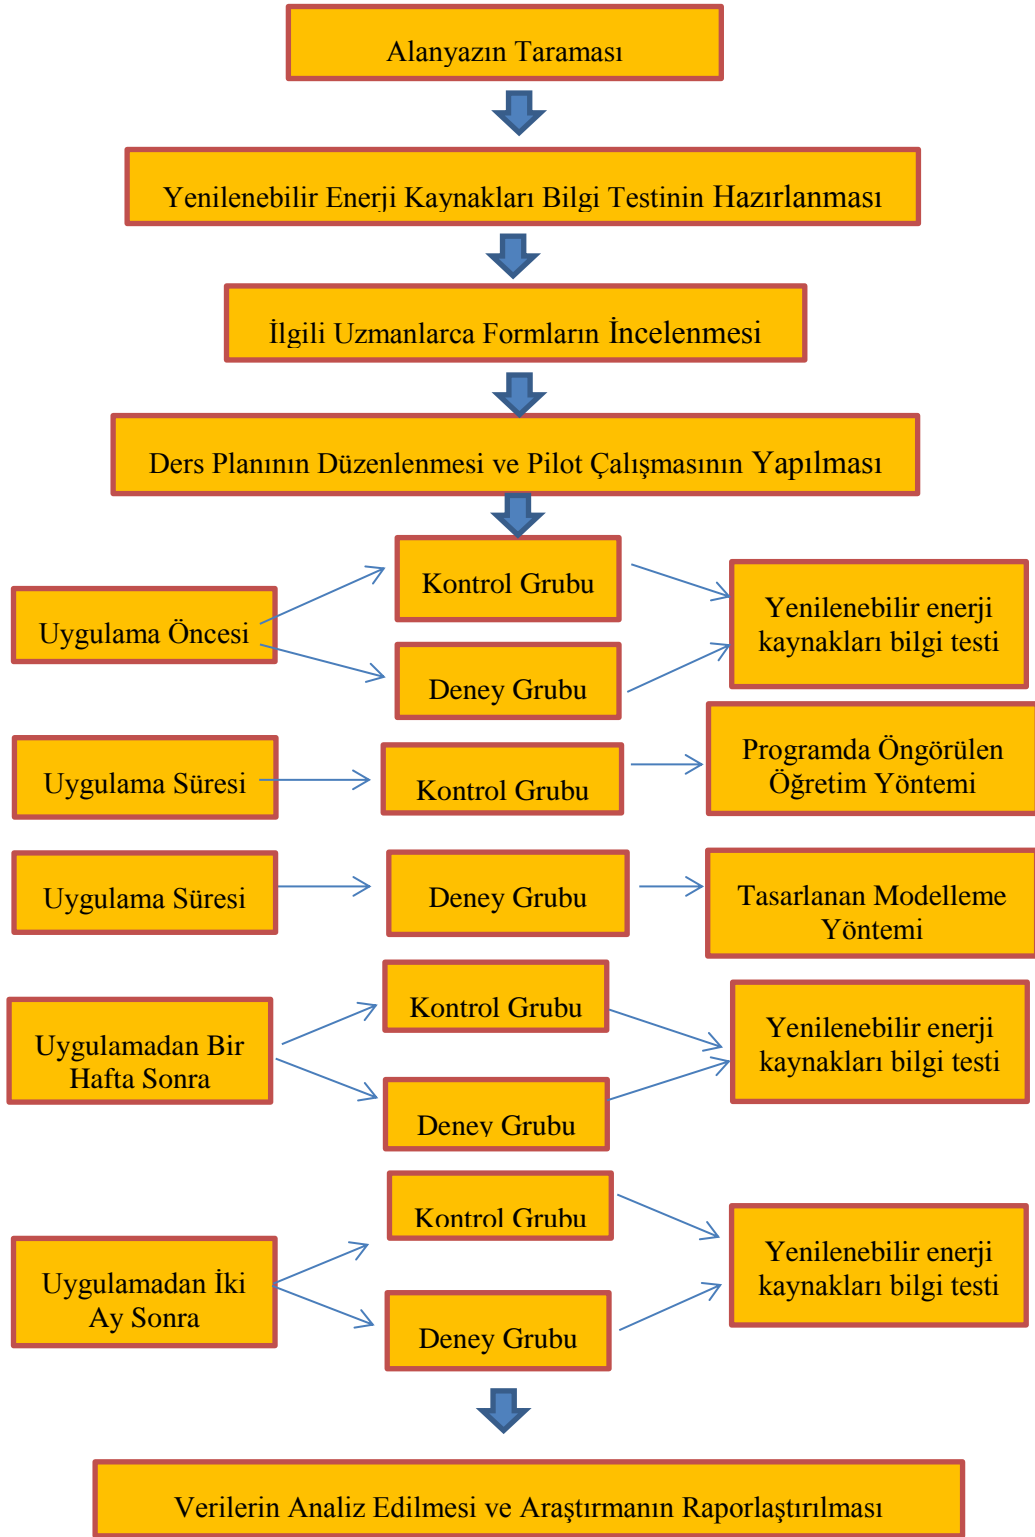 Alanyazın Taraması
Yenilenebilir Enerji Kaynakları Bilgi Testinin Hazırlanması
İlgili Uzmanlarca Formların İncelenmesi
Ders Planının Düzenlenmesi ve Pilot Çalışmasının Yapılması
Uygulama Öncesi
Kontrol Grubu
Deney Grubu
Yenilenebilir enerji
kaynakları bilgi testi
Uygulama Süresi
Kontrol Grubu
Programda Öngörülen
Öğretim Yöntemi
Uygulama Süresi
Deney Grubu
Tasarlanan Modelleme
Yöntemi
Uygulamadan Bir
Hafta Sonra
Kontrol Grubu
Deney Grubu
Yenilenebilir enerji
kaynakları bilgi testi
Uygulamadan İki
Ay Sonra
Kontrol Grubu
Deney Grubu
Yenilenebilir enerji
kaynakları bilgi testi
Verilerin Analiz Edilmesi ve Araştırmanın Raporlaştırılması